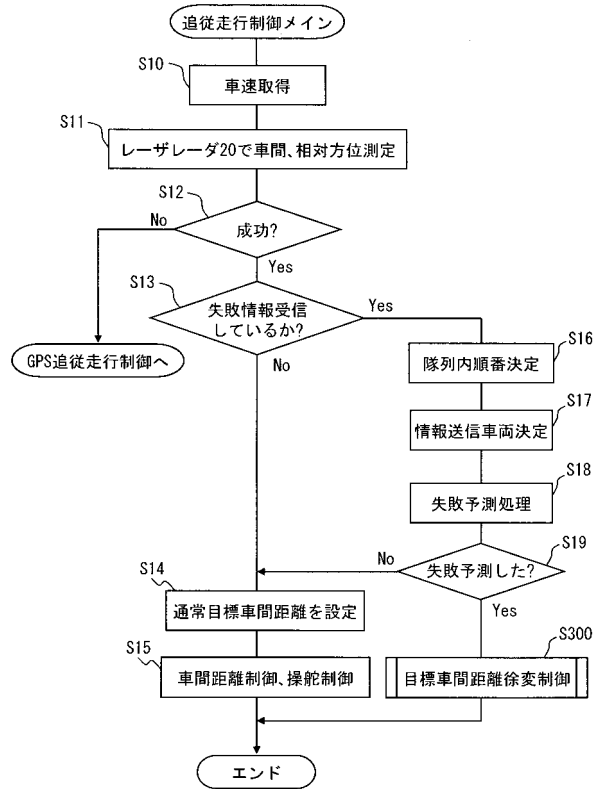 追従走行制御メイン
S10
車速取得
S11
レーザレーダ20で車間、相対方位測定
S12
成功?
No
Yes
S13
失敗情報受信
しているか?
Yes
No
GPS追従走行制御へ
S16
隊列内順番決定
S17
情報送信車両決定
S18
失敗予測処理
S19
失敗予測した?
No
Yes
S14
通常目標車間距離を設定
S15
車間距離制御、操舵制御
S300
目標車間距離徐変制御
エンド